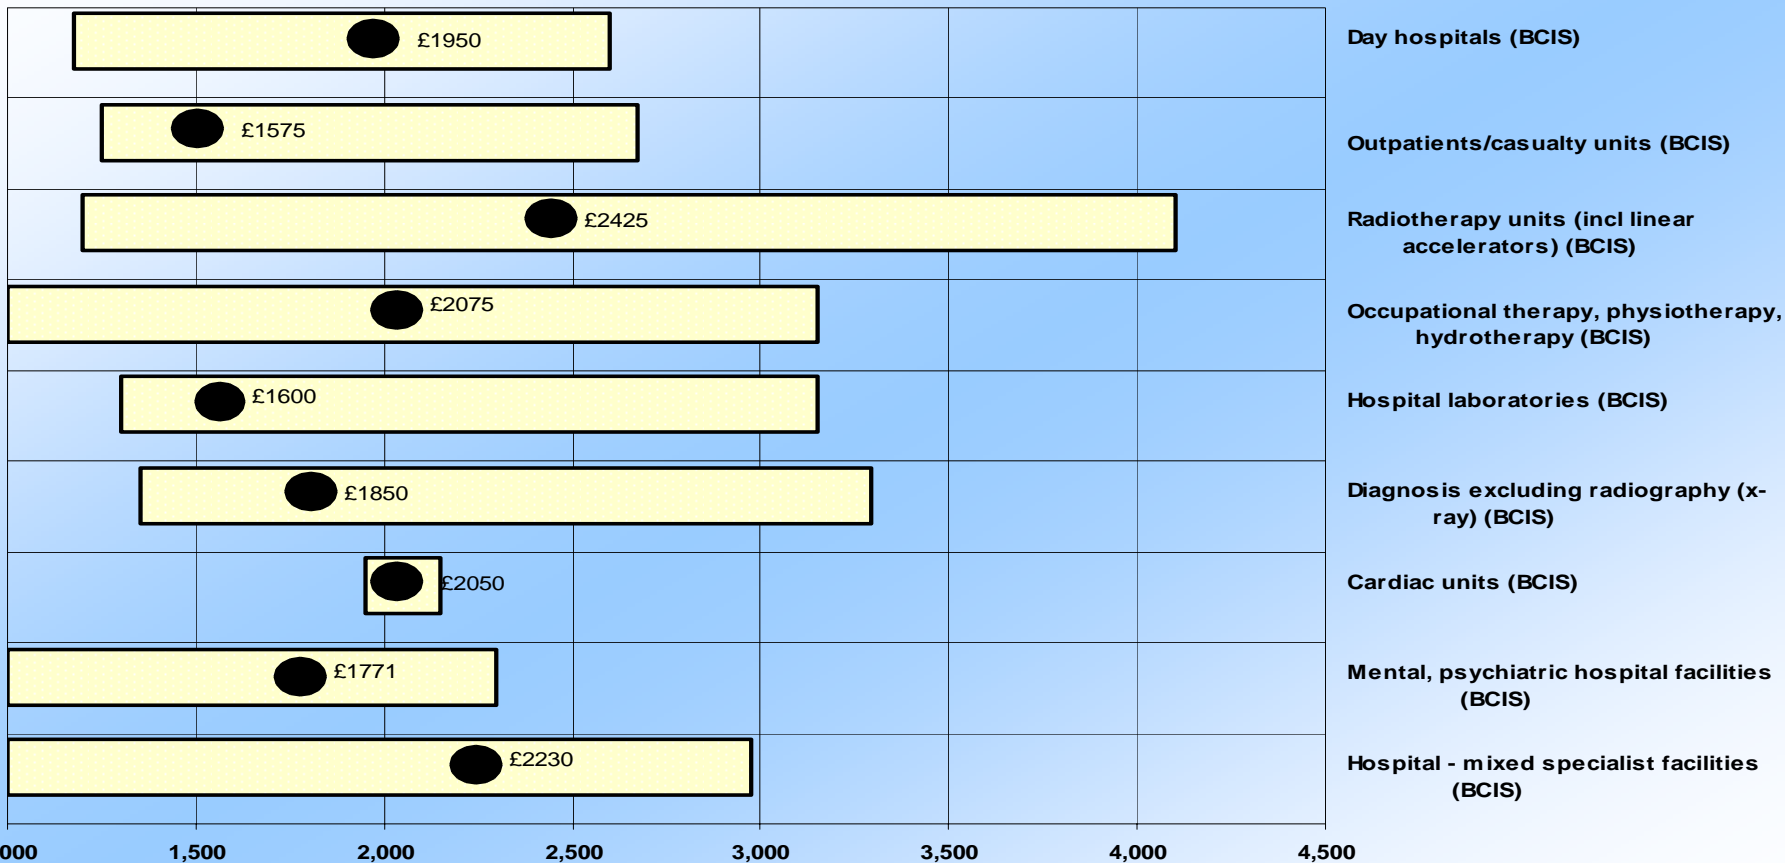 £1950
Day hospitals (BCIS)
£1575
Outpatients/casualty units (BCIS)
£2425
Radiotherapy units (incl linear
accelerators) (BCIS)
£2075
Occupational therapy, physiotherapy,
hydrotherapy (BCIS)
£1600
Hospital laboratories (BCIS)
£1850
Diagnosis excluding radiography (x-
ray) (BCIS)
£2050
Cardiac units (BCIS)
£1771
Mental, psychiatric hospital facilities
(BCIS)
£2230
Hospital - mixed specialist facilities
(BCIS)
000 1,500 2,000 2,500 3,000 3,500 4,000 4,500